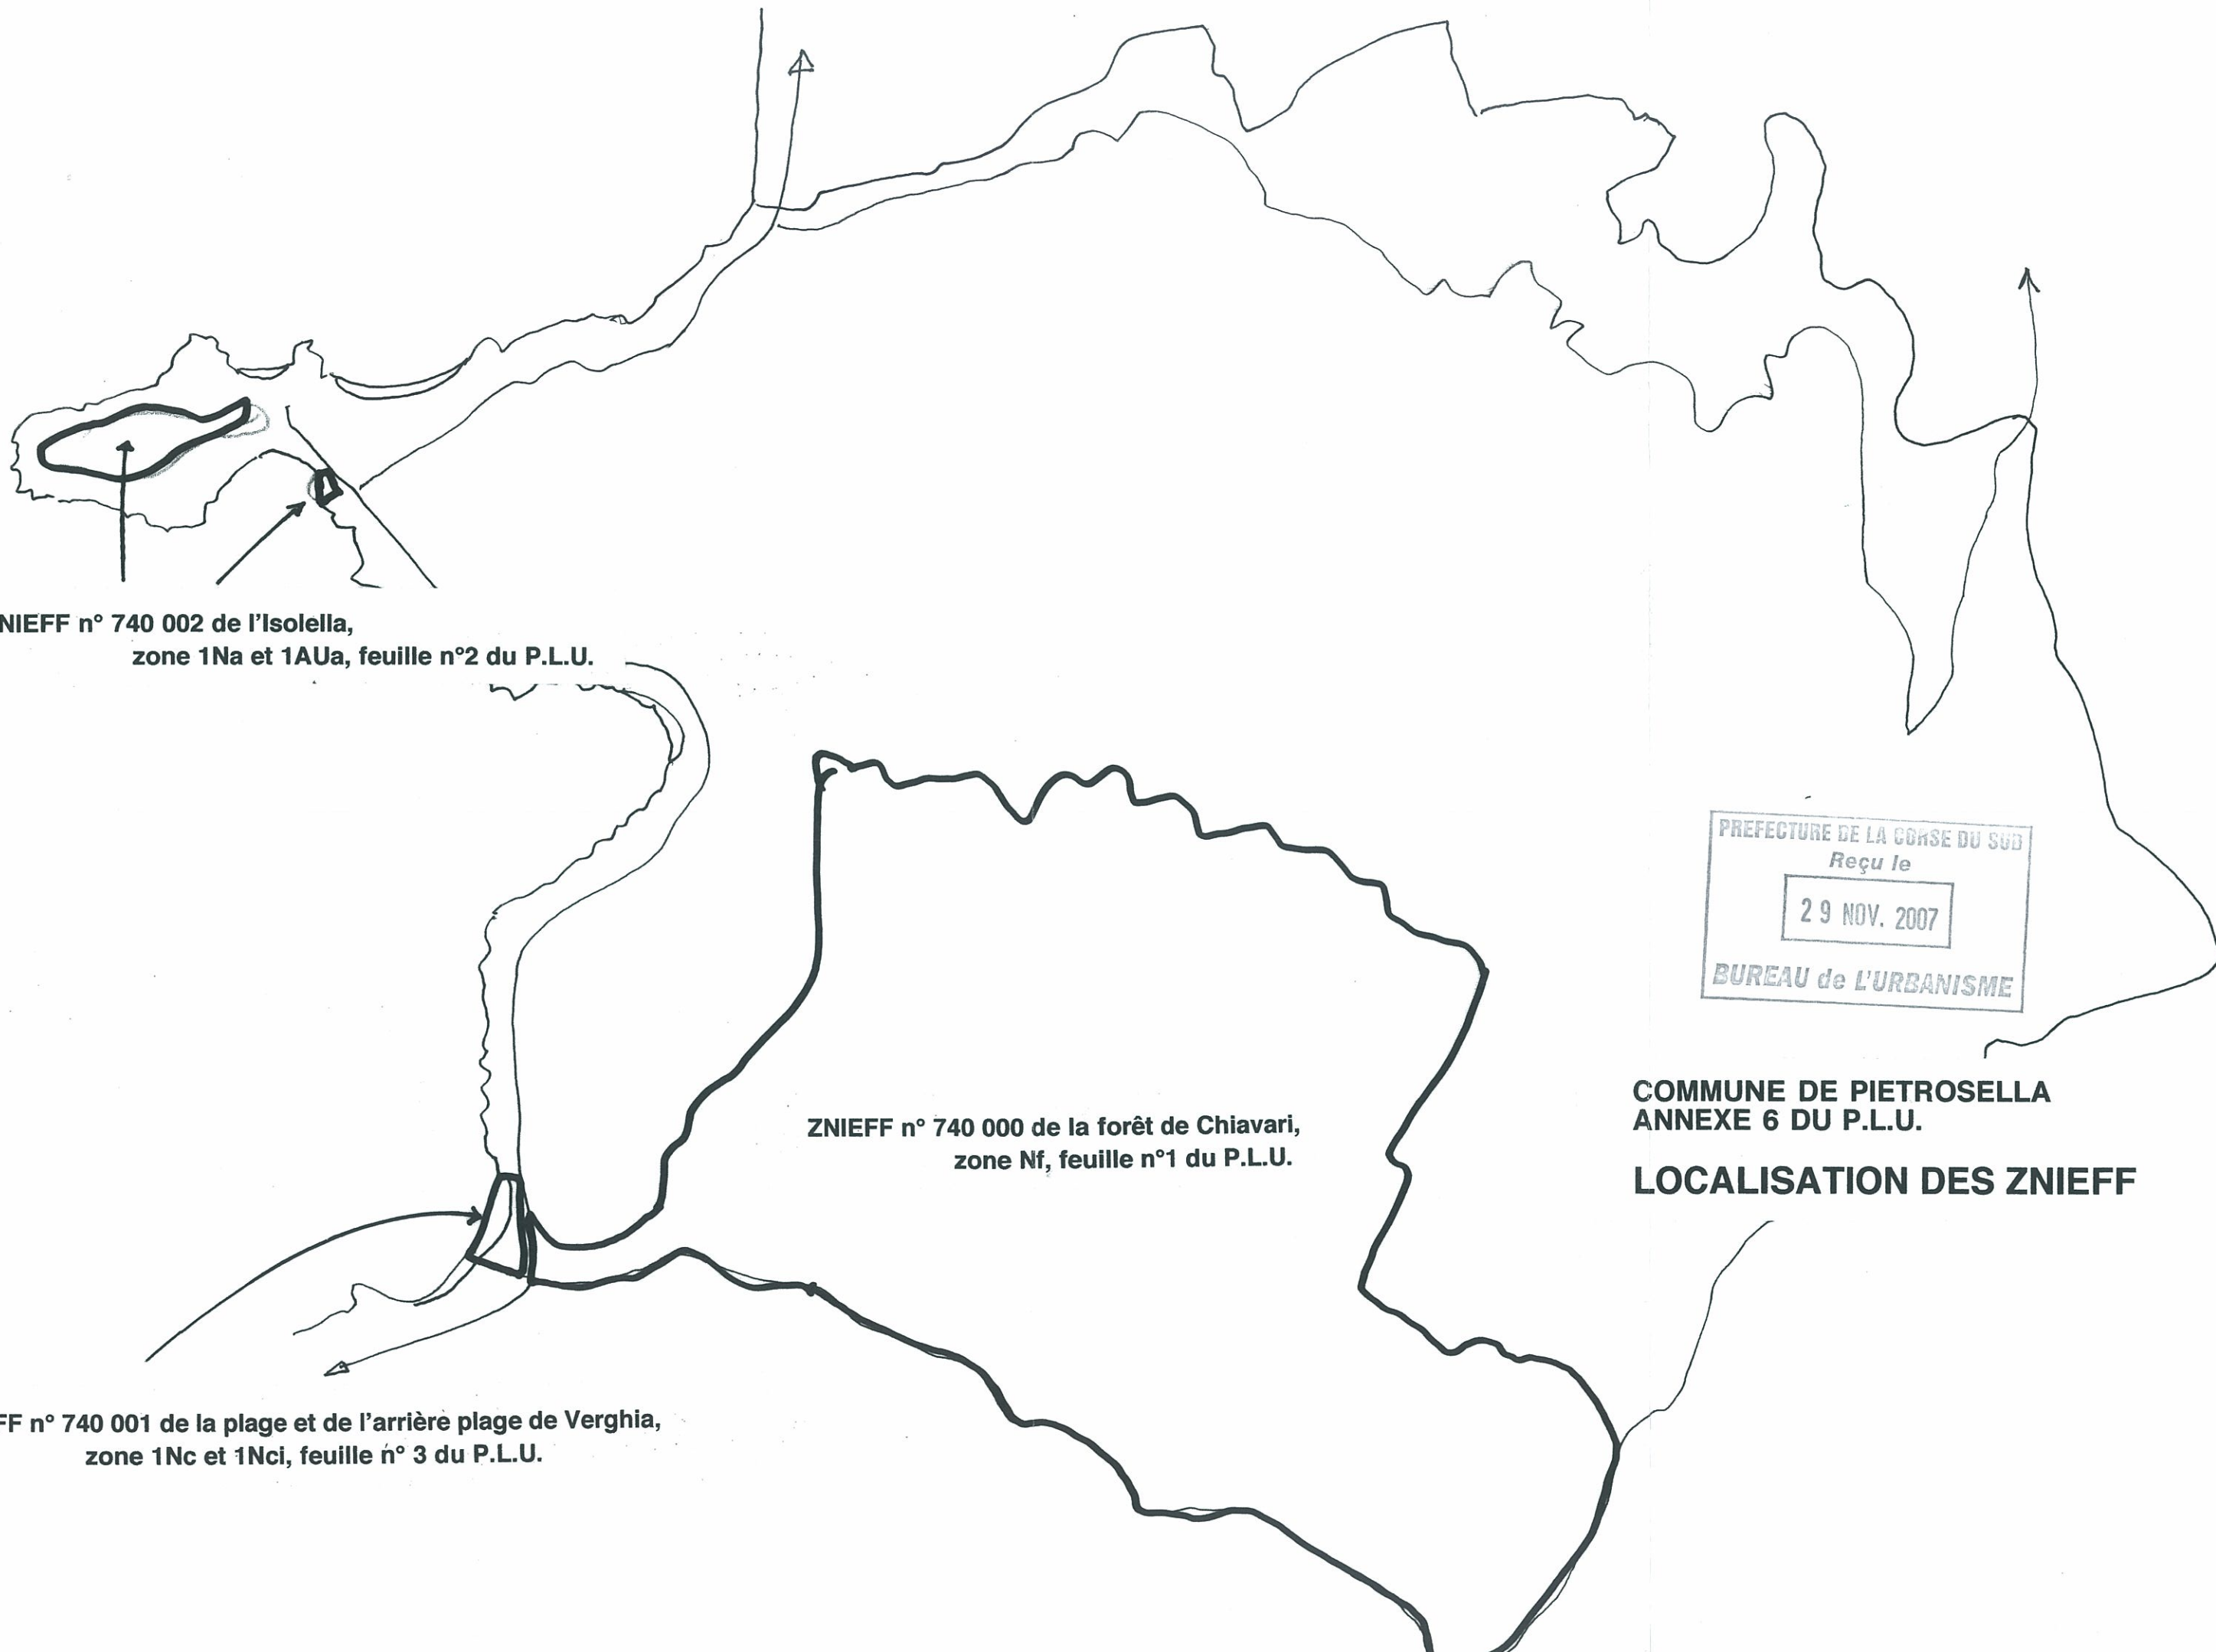 NIEFF n° 740 002 de l'Isolella,
zone 1Na et 1AUa, feuille n°2 du P.L.U.
PREFECTURE DE LA CORSE DU SUD
Reçu le
29 NOV. 2007
BUREAU de L'URBANISME
COMMUNE DE PIETROSELLA
ANNEXE 6 DU P.L.U.
LOCALISATION DES ZNIEFF
ZNIEFF n° 740 000 de la forêt de Chiavari,
zone Nf, feuille n°1 du P.L.U.
FF n° 740 001 de la plage et de l'arrière plage de Verghia,
zone 1Nc et 1Nci, feuille n° 3 du P.L.U.